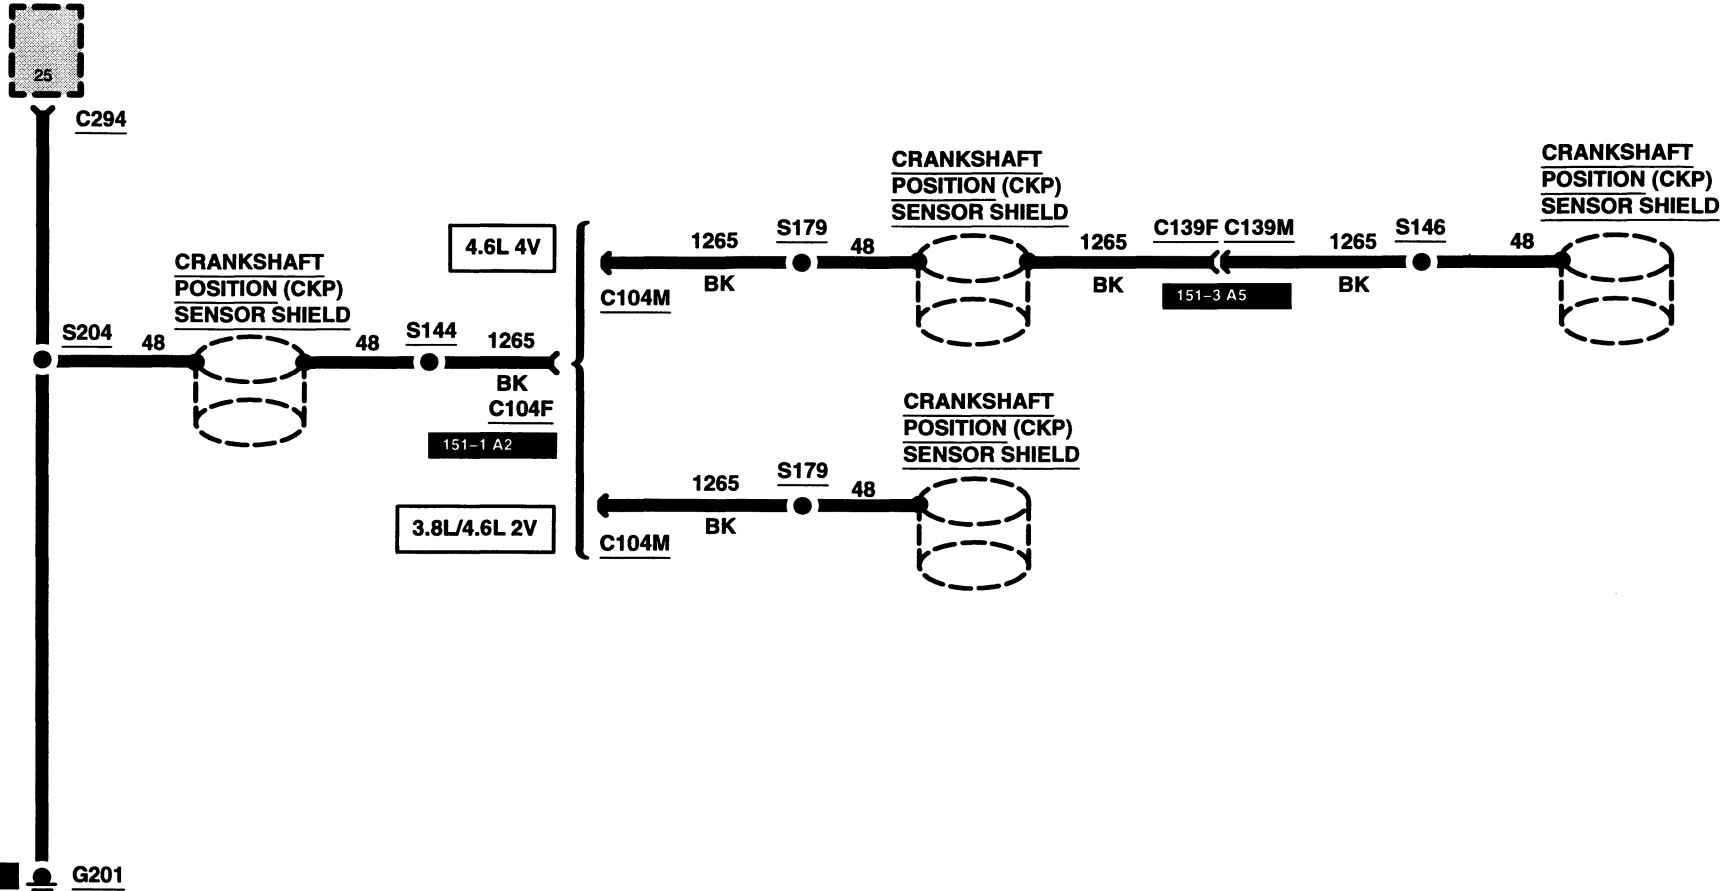 25
C294
S204
48
CRANKSHAFT
POSITION (CKP)
SENSOR SHIELD
48
S144
1265
BK
C104F
151-1 A2
4.6L 4V
C104M
1265
BK
S179
48
CRANKSHAFT
POSITION (CKP)
SENSOR SHIELD
1265
BK
C139F C139M
151-3 A5
1265
BK
S146
48
CRANKSHAFT
POSITION (CKP)
SENSOR SHIELD
3.8L/4.6L 2V
C104M
1265
BK
S179
48
CRANKSHAFT
POSITION (CKP)
SENSOR SHIELD
G201